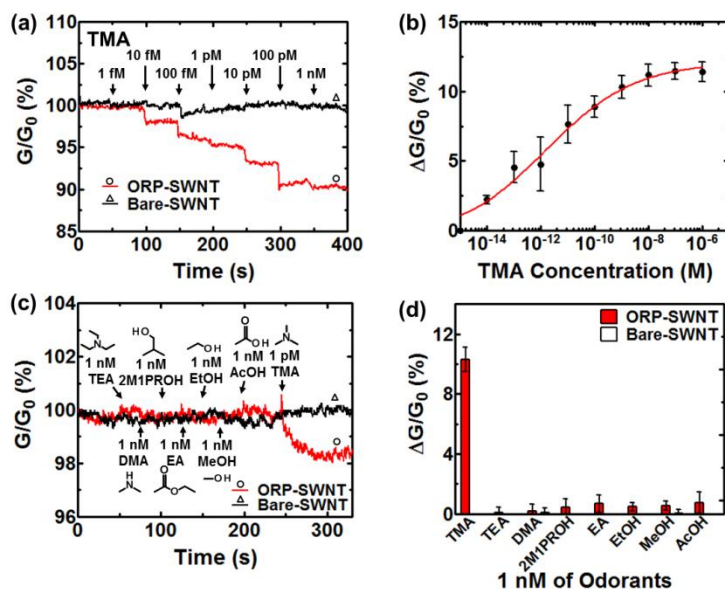 (a)
TMA
1 fM
10 fM
100 fM
1 pM
10 pM
100 pM
1 nM
G/G0 (%)
105
100
95
90
85
ORP-SWNT
Bare-SWNT
0 100 200 300 400
Time (s)
(b)
ΔG/G0 (%)
15
10
5
0
10-14 10-12 10-10 10-8 10-6
TMA Concentration (M)
(c)
G/G0 (%)
104
102
100
98
96
HO
OH
O
OH
N
N
1 nM
TEA
1 nM
2M1PROH
1 nM
EtOH
1 nM
AcOH
1 pM
TMA
1 nM
DMA
1 nM
EA
1 nM
MeOH
H
N
O
O
OH
ORP-SWNT
Bare-SWNT
0 100 200 300
Time (s)
(d)
ORP-SWNT
Bare-SWNT
ΔG/G0 (%)
12
8
4
0
TMA
TEA
DMA
2M1PROH
EA
EtOH
MeOH
AcOH
1 nM of Odorants